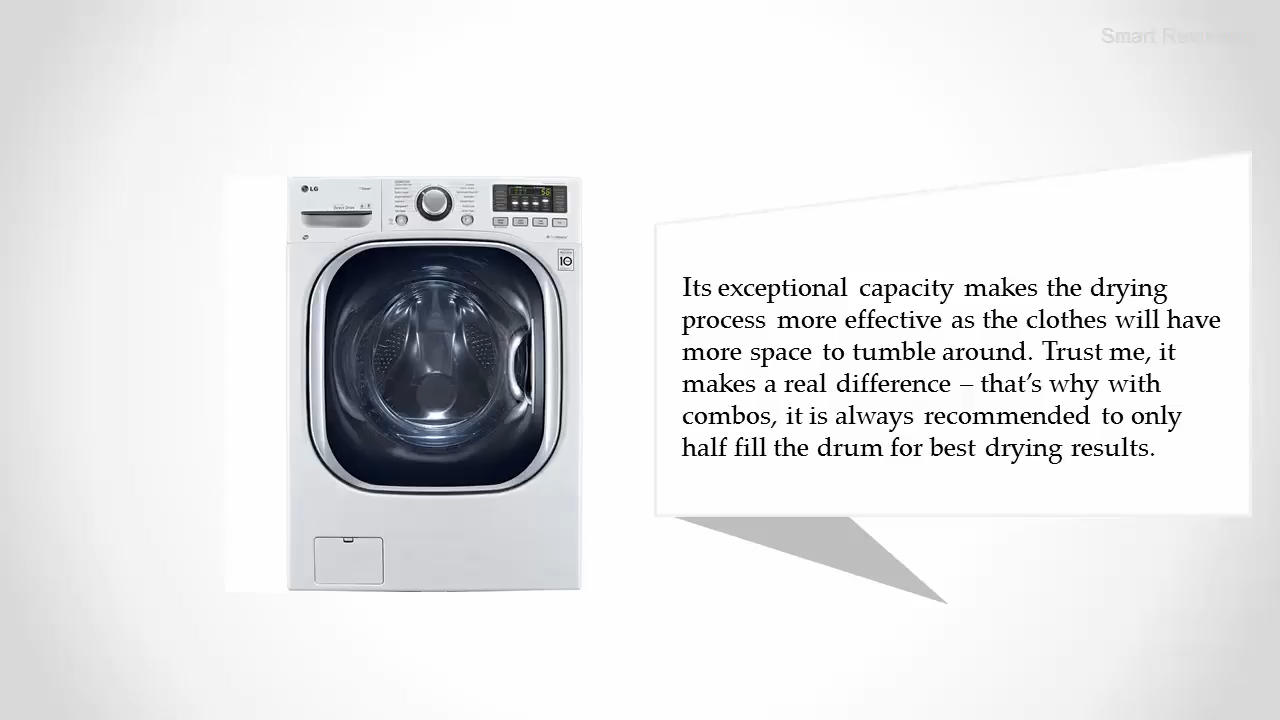 Smart
LG
56
Its exceptional capacity makes the drying
process more effective as the clothes will have
more space to tumble around. Trust me, it
makes a real difference – that's why with
combos, it is always recommended to only
half fill the drum for best drying results.